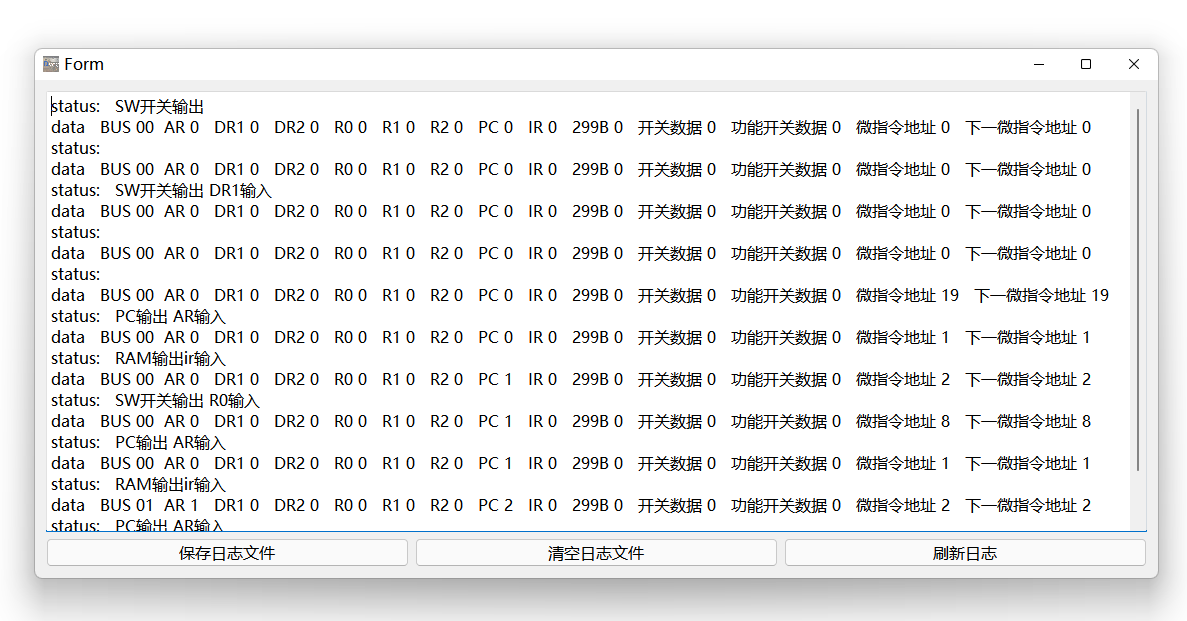 Form
status:   SW开关输出
data   BUS 00  AR 0   DR1 0   DR2 0   R0 0   R1 0   R2 0   PC 0   IR 0   299B 0   开关数据 0   功能开关数据 0   微指令地址 0   下一微指令地址 0
status:
data   BUS 00  AR 0   DR1 0   DR2 0   R0 0   R1 0   R2 0   PC 0   IR 0   299B 0   开关数据 0   功能开关数据 0   微指令地址 0   下一微指令地址 0
status:   SW开关输出 DR1输入
data   BUS 00  AR 0   DR1 0   DR2 0   R0 0   R1 0   R2 0   PC 0   IR 0   299B 0   开关数据 0   功能开关数据 0   微指令地址 0   下一微指令地址 0
status:
data   BUS 00  AR 0   DR1 0   DR2 0   R0 0   R1 0   R2 0   PC 0   IR 0   299B 0   开关数据 0   功能开关数据 0   微指令地址 0   下一微指令地址 0
status:
data   BUS 00  AR 0   DR1 0   DR2 0   R0 0   R1 0   R2 0   PC 0   IR 0   299B 0   开关数据 0   功能开关数据 0   微指令地址 19   下一微指令地址 19
status:   PC输出 AR输入
data   BUS 00  AR 0   DR1 0   DR2 0   R0 0   R1 0   R2 0   PC 0   IR 0   299B 0   开关数据 0   功能开关数据 0   微指令地址 1   下一微指令地址 1
status:   RAM输出ir输入
data   BUS 00  AR 0   DR1 0   DR2 0   R0 0   R1 0   R2 0   PC 1   IR 0   299B 0   开关数据 0   功能开关数据 0   微指令地址 2   下一微指令地址 2
status:   SW开关输出 R0输入
data   BUS 00  AR 0   DR1 0   DR2 0   R0 0   R1 0   R2 0   PC 1   IR 0   299B 0   开关数据 0   功能开关数据 0   微指令地址 8   下一微指令地址 8
status:   PC输出 AR输入
data   BUS 00  AR 0   DR1 0   DR2 0   R0 0   R1 0   R2 0   PC 1   IR 0   299B 0   开关数据 0   功能开关数据 0   微指令地址 1   下一微指令地址 1
status:   RAM输出ir输入
data   BUS 01  AR 1   DR1 0   DR2 0   R0 0   R1 0   R2 0   PC 2   IR 0   299B 0   开关数据 0   功能开关数据 0   微指令地址 2   下一微指令地址 2
status:   PC输出 AR输入
保存日志文件 清空日志文件 刷新日志